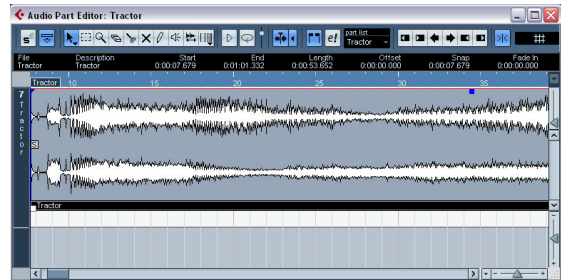 Audio Part Editor: Tractor
part list
Tractor
File Description Start End Length Offset Snap Fade In
Tractor Tractor 0:00:07.679 0:01:01.332 0:00:53.652 0:00:00.000 0:00:07.679 0:00:00.000
Tractor 10 15 20 25 30 35
7
Tractor
S
Tractor